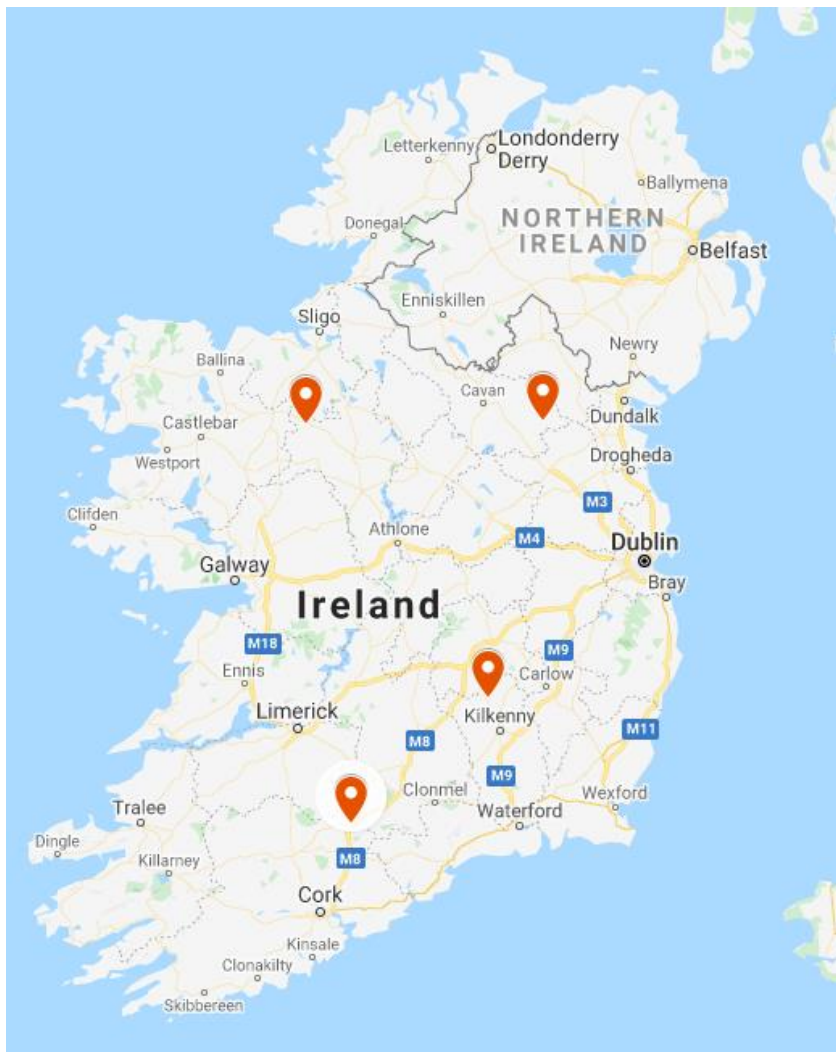 Letterkenny
Londonderry
Derry
Ballymena
Donegal
NORTHERN
IRELAND
Belfast
Enniskillen
Sligo
Newry
Ballina
Cavan
Dundalk
Castlebar
Westport
Drogheda
M3
Clifden
Athlone
M4
Dublin
Galway
Bray
Ireland
M18
M9
Ennis
Carlow
Limerick
Kilkenny
M11
M8
M9
Clonmel
Wexford
Tralee
Waterford
Dingle
Killarney
M8
Cork
Kinsale
Clonakilty
Skibbereen